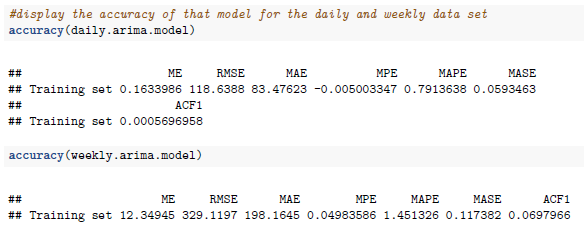 #display the accuracy of that model for the daily and weekly data set
accuracy(daily.arima.model)
## ME RMSE MAE MPE MAPE MASE
## Training set 0.1633986 118.6388 83.47623 -0.005003347 0.7913638 0.0593463
## ACF1
## Training set 0.0005696958
accuracy(weekly.arima.model)
## ME RMSE MAE MPE MAPE MASE ACF1
## Training set 12.34945 329.1197 198.1645 0.04983586 1.451326 0.117382 0.0697966